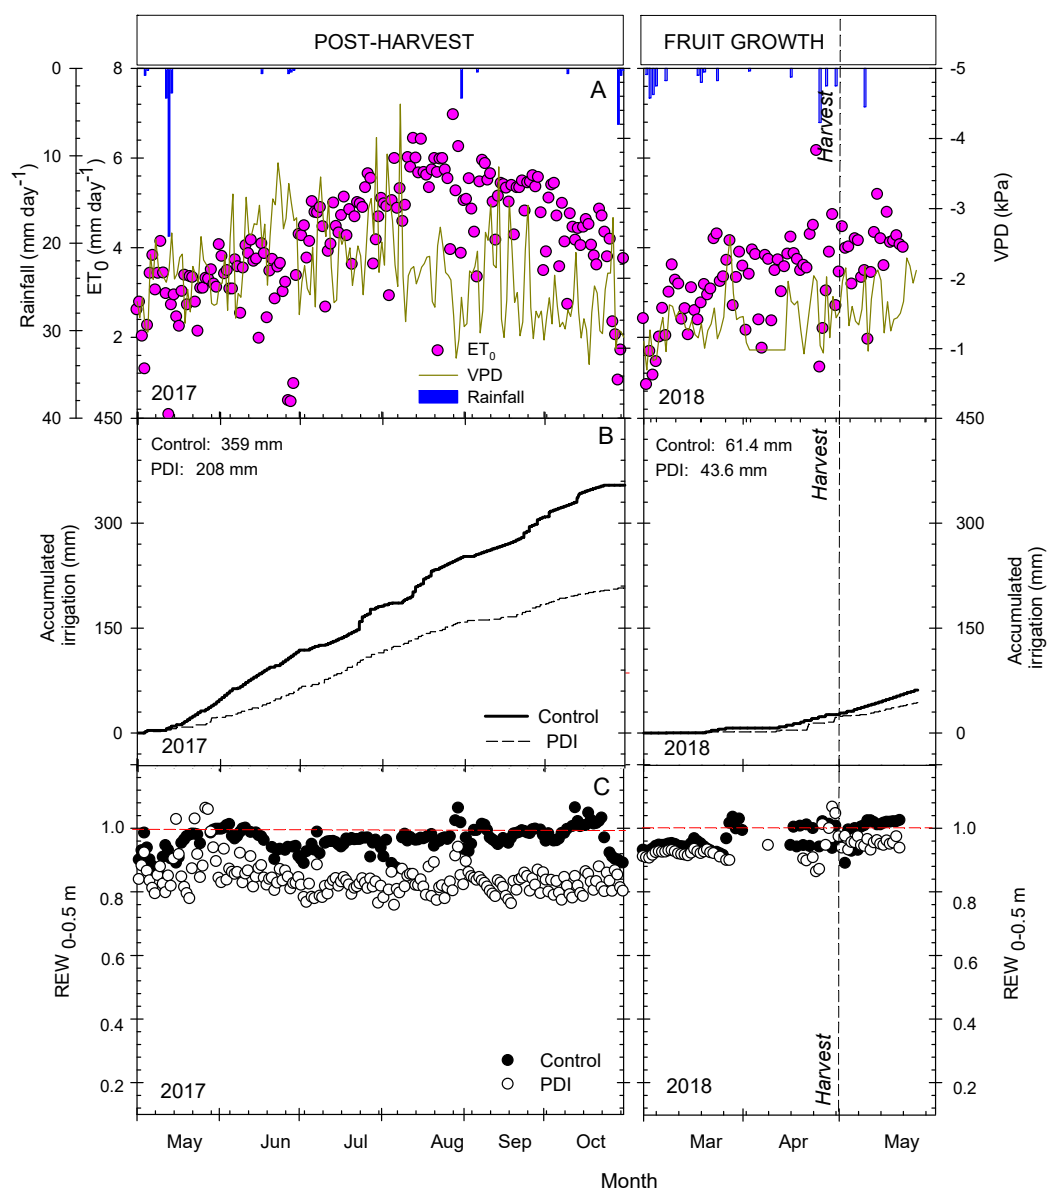 POST-HARVEST
FRUIT GROWTH
0
10
20
30
40
Rainfall (mm day⁻¹)
8
6
4
2
450
ET₀ (mm day⁻¹)
A
Harvest
-5
-4
-3
-2
-1
450
VPD (kPa)
ET₀
VPD
Rainfall
2017
2018
Control: 359 mm
PDI: 208 mm
B
Control: 61.4 mm
PDI: 43.6 mm
Harvest
300
150
0
Accumulated
irrigation (mm)
300
150
0
Accumulated
irrigation (mm)
Control
PDI
2017
2018
C
1.0
0.8
0.6
0.4
0.2
REW 0-0.5 m
1.0
0.8
0.6
0.4
0.2
REW 0-0.5 m
Control
PDI
Harvest
2017
2018
May Jun Jul Aug Sep Oct Mar Apr May
Month